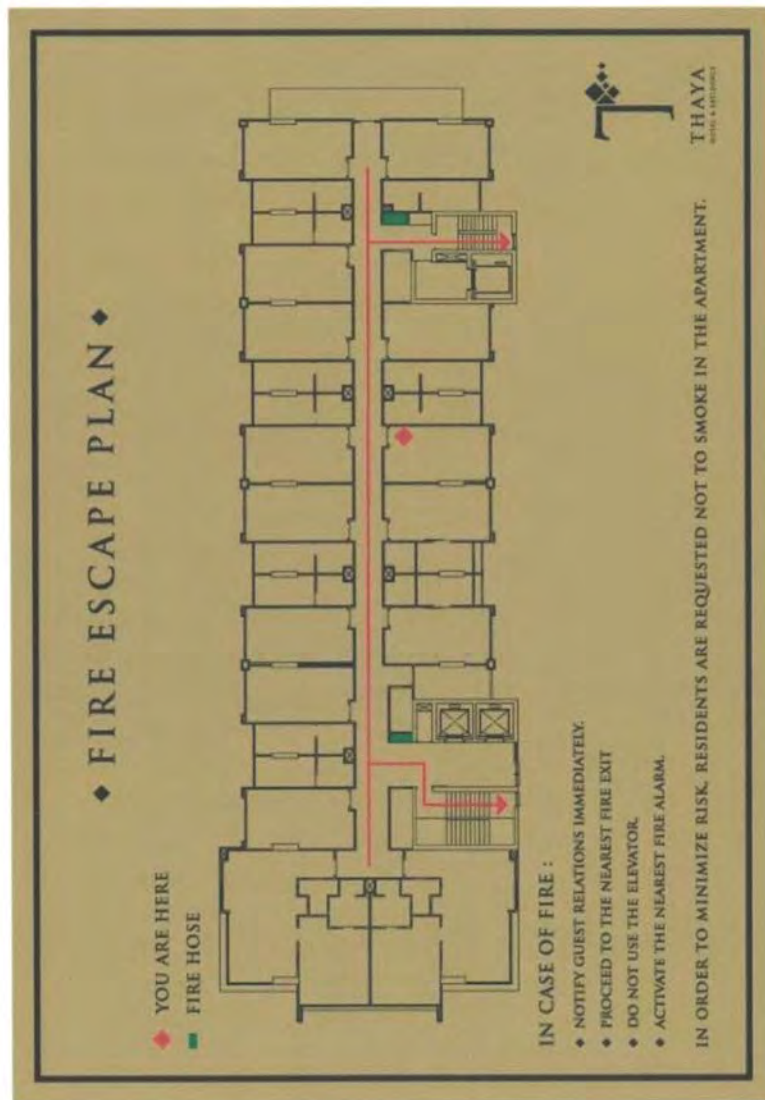 ◆ FIRE ESCAPE PLAN ◆
YOU ARE HERE
FIRE HOSE
IN CASE OF FIRE :
◆ NOTIFY GUEST RELATIONS IMMEDIATELY.
◆ PROCEED TO THE NEAREST FIRE EXIT
◆ DO NOT USE THE ELEVATOR.
◆ ACTIVATE THE NEAREST FIRE ALARM.
IN ORDER TO MINIMIZE RISK, RESIDENTS ARE REQUESTED NOT TO SMOKE IN THE APARTMENT.
THAYA
HOTEL & RESIDENCE